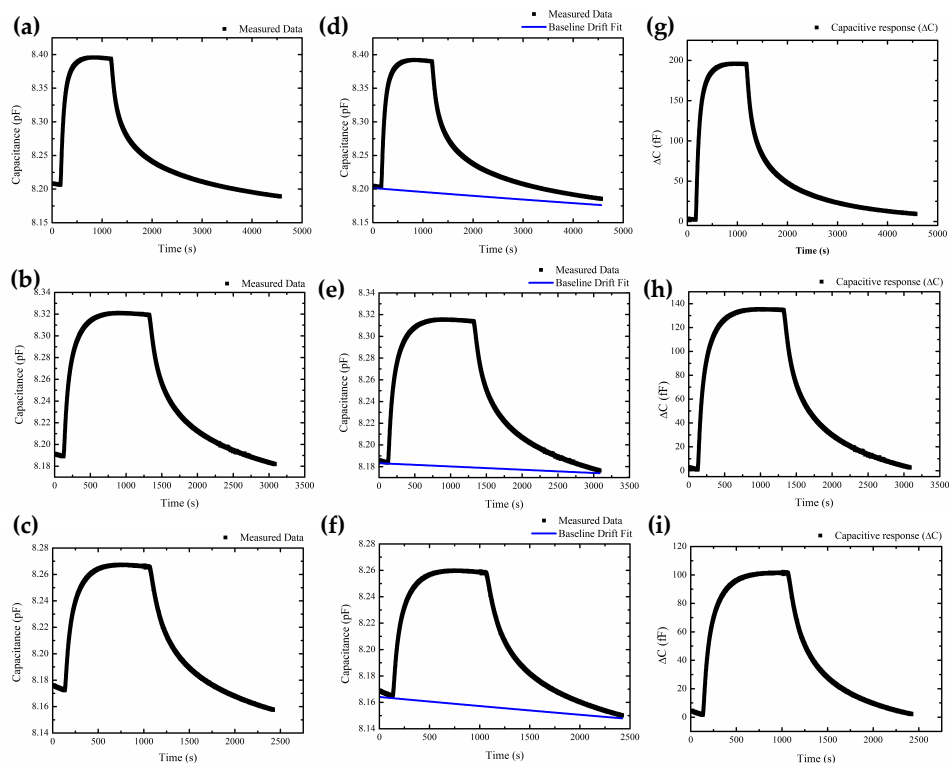 (a)
Measured Data
8.40
8.35
8.30
8.25
8.20
8.15
Capacitance (pF)
0 1000 2000 3000 4000 5000
Time (s)
(d)
Measured Data
Baseline Drift Fit
8.40
8.35
8.30
8.25
8.20
8.15
Capacitance (pF)
0 1000 2000 3000 4000 5000
Time (s)
(g)
Capacitive response (ΔC)
200
150
100
50
0
ΔC (fF)
0 1000 2000 3000 4000 5000
Time (s)
(b)
Measured Data
8.34
8.32
8.30
8.28
8.26
8.24
8.22
8.20
8.18
Capacitance (pF)
0 500 1000 1500 2000 2500 3000 3500
Time (s)
(e)
Measured Data
Baseline Drift Fit
8.34
8.32
8.30
8.28
8.26
8.24
8.22
8.20
8.18
Capacitance (pF)
0 500 1000 1500 2000 2500 3000 3500
Time (s)
(h)
Capacitive response (ΔC)
140
120
100
80
60
40
20
0
ΔC (fF)
0 500 1000 1500 2000 2500 3000 3500
Time (s)
(c)
Measured Data
8.28
8.26
8.24
8.22
8.20
8.18
8.16
8.14
Capacitance (pF)
0 500 1000 1500 2000 2500
Time (s)
(f)
Measured Data
Baseline Drift Fit
8.28
8.26
8.24
8.22
8.20
8.18
8.16
8.14
Capacitance (pF)
0 500 1000 1500 2000 2500
Time (s)
(i)
Capacitive response (ΔC)
120
100
80
60
40
20
0
ΔC (fF)
0 500 1000 1500 2000 2500
Time (s)